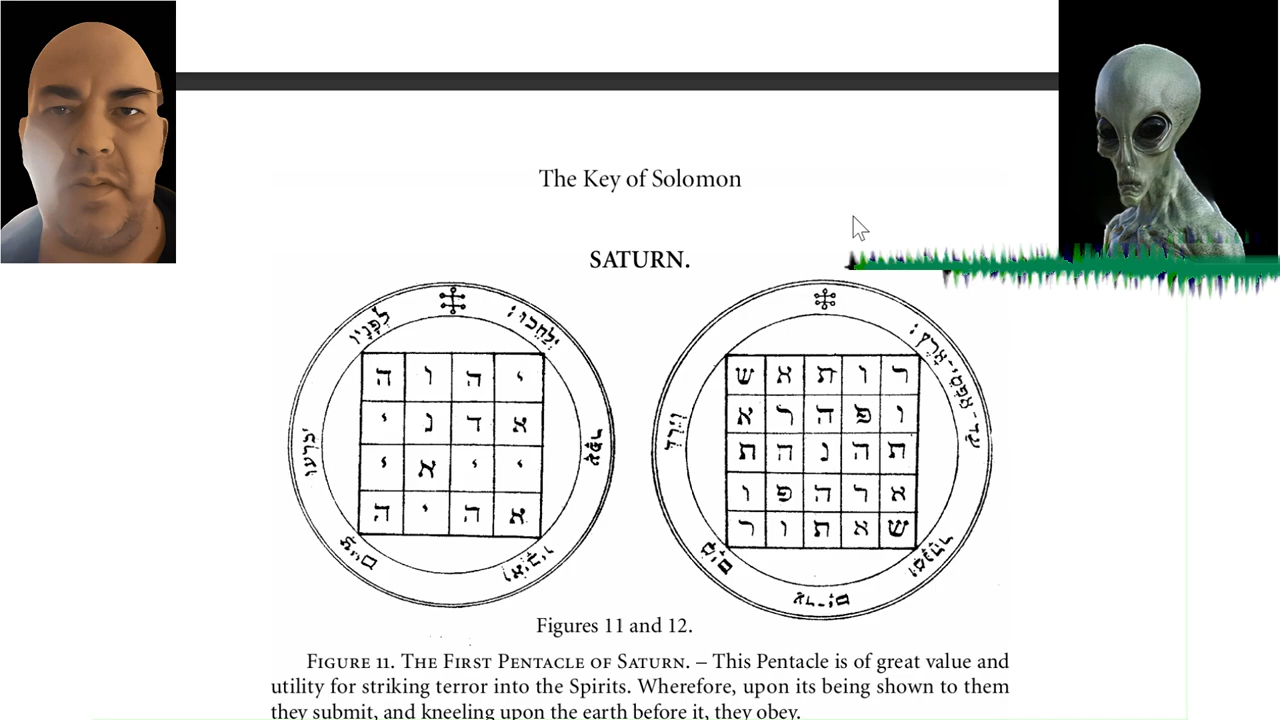 The Key of Solomon
SATURN.
ה ו ה י
י נ ד א
י א י י
ה י ה א
ש א ת ו ר
א ר ה פ ו
ת ה נ ה ת
ו פ ה ר א
ר ו ת א ש
Figures 11 and 12.
FIGURE 11. THE FIRST PENTACLE OF SATURN. – This Pentacle is of great value and
utility for striking terror into the Spirits. Wherefore, upon its being shown to them
they submit, and kneeling upon the earth before it, they obey.